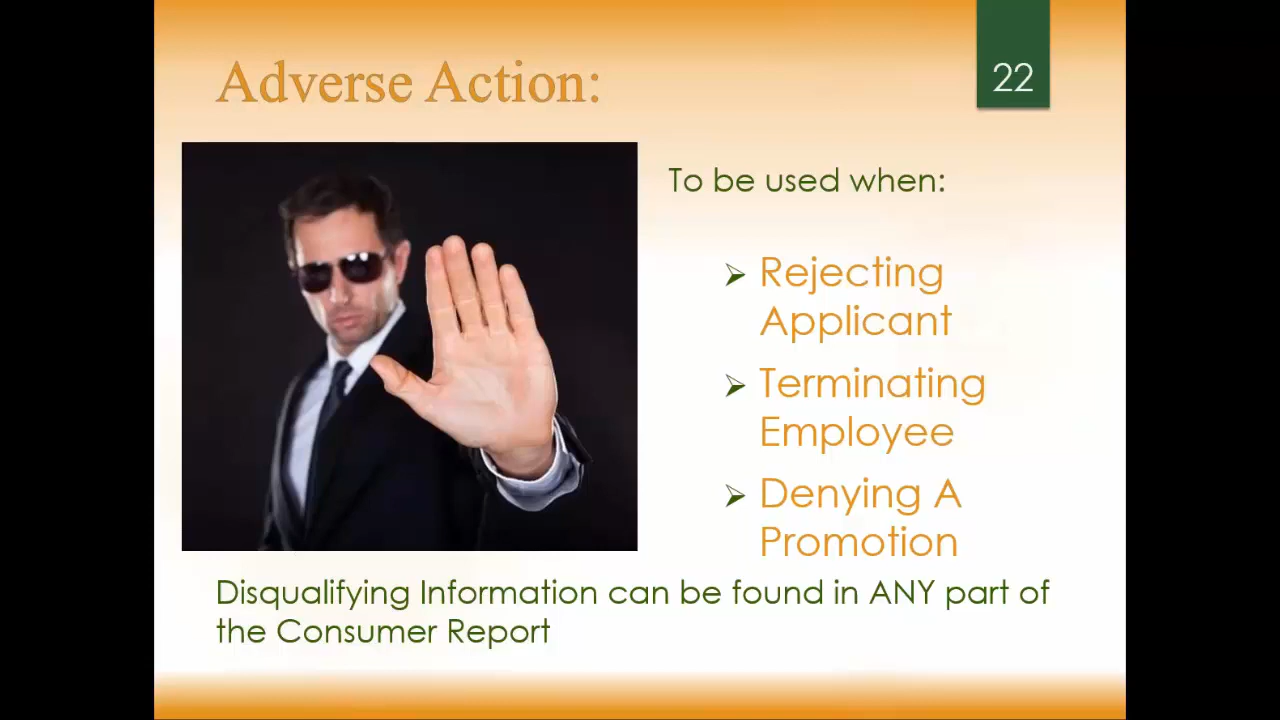 Adverse Action:
22
To be used when:
Rejecting
Applicant
Terminating
Employee
Denying A
Promotion
Disqualifying Information can be found in ANY part of
the Consumer Report